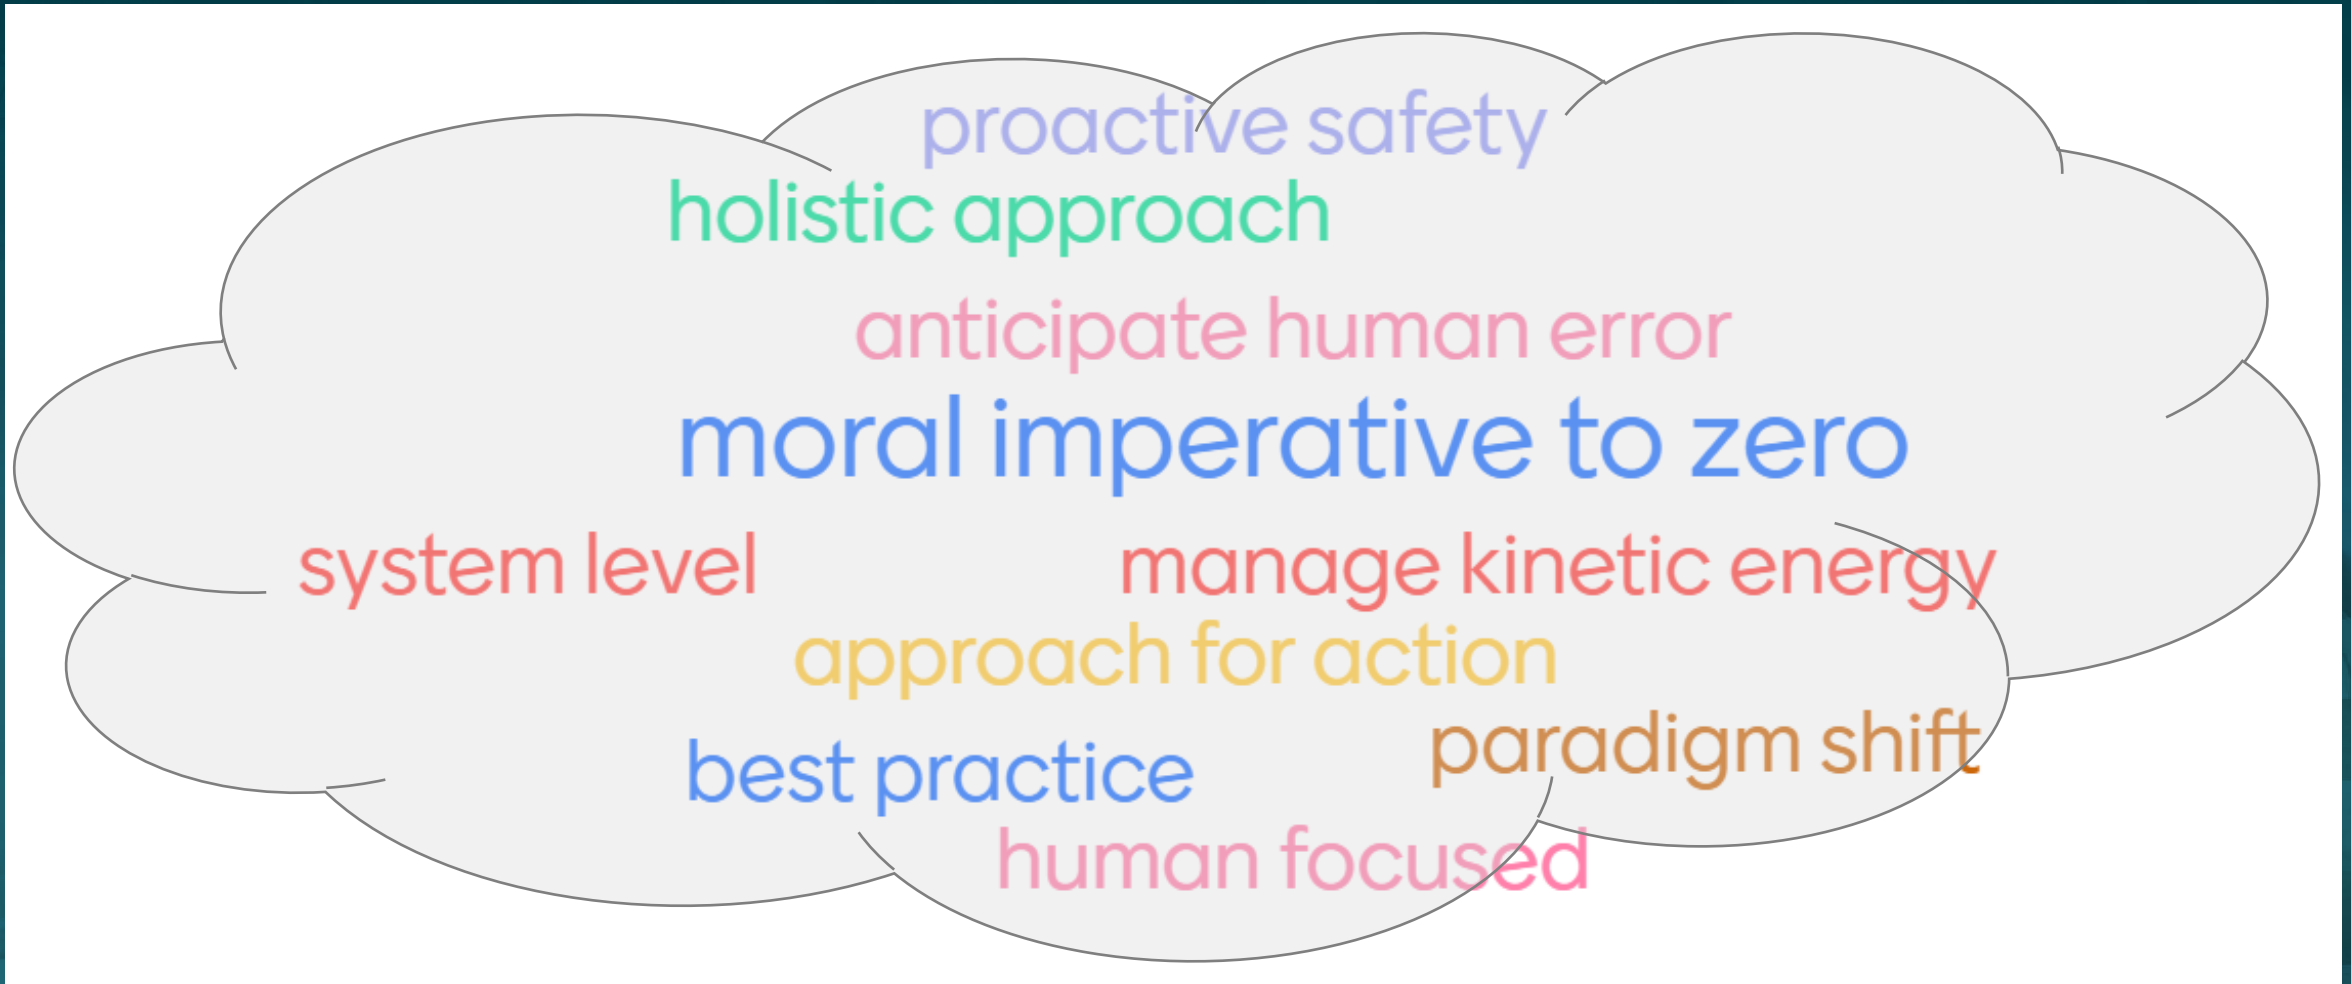 proactive safety
holistic approach
anticipate human error
moral imperative to zero
system level
manage kinetic energy
approach for action
paradigm shift
best practice
human focused